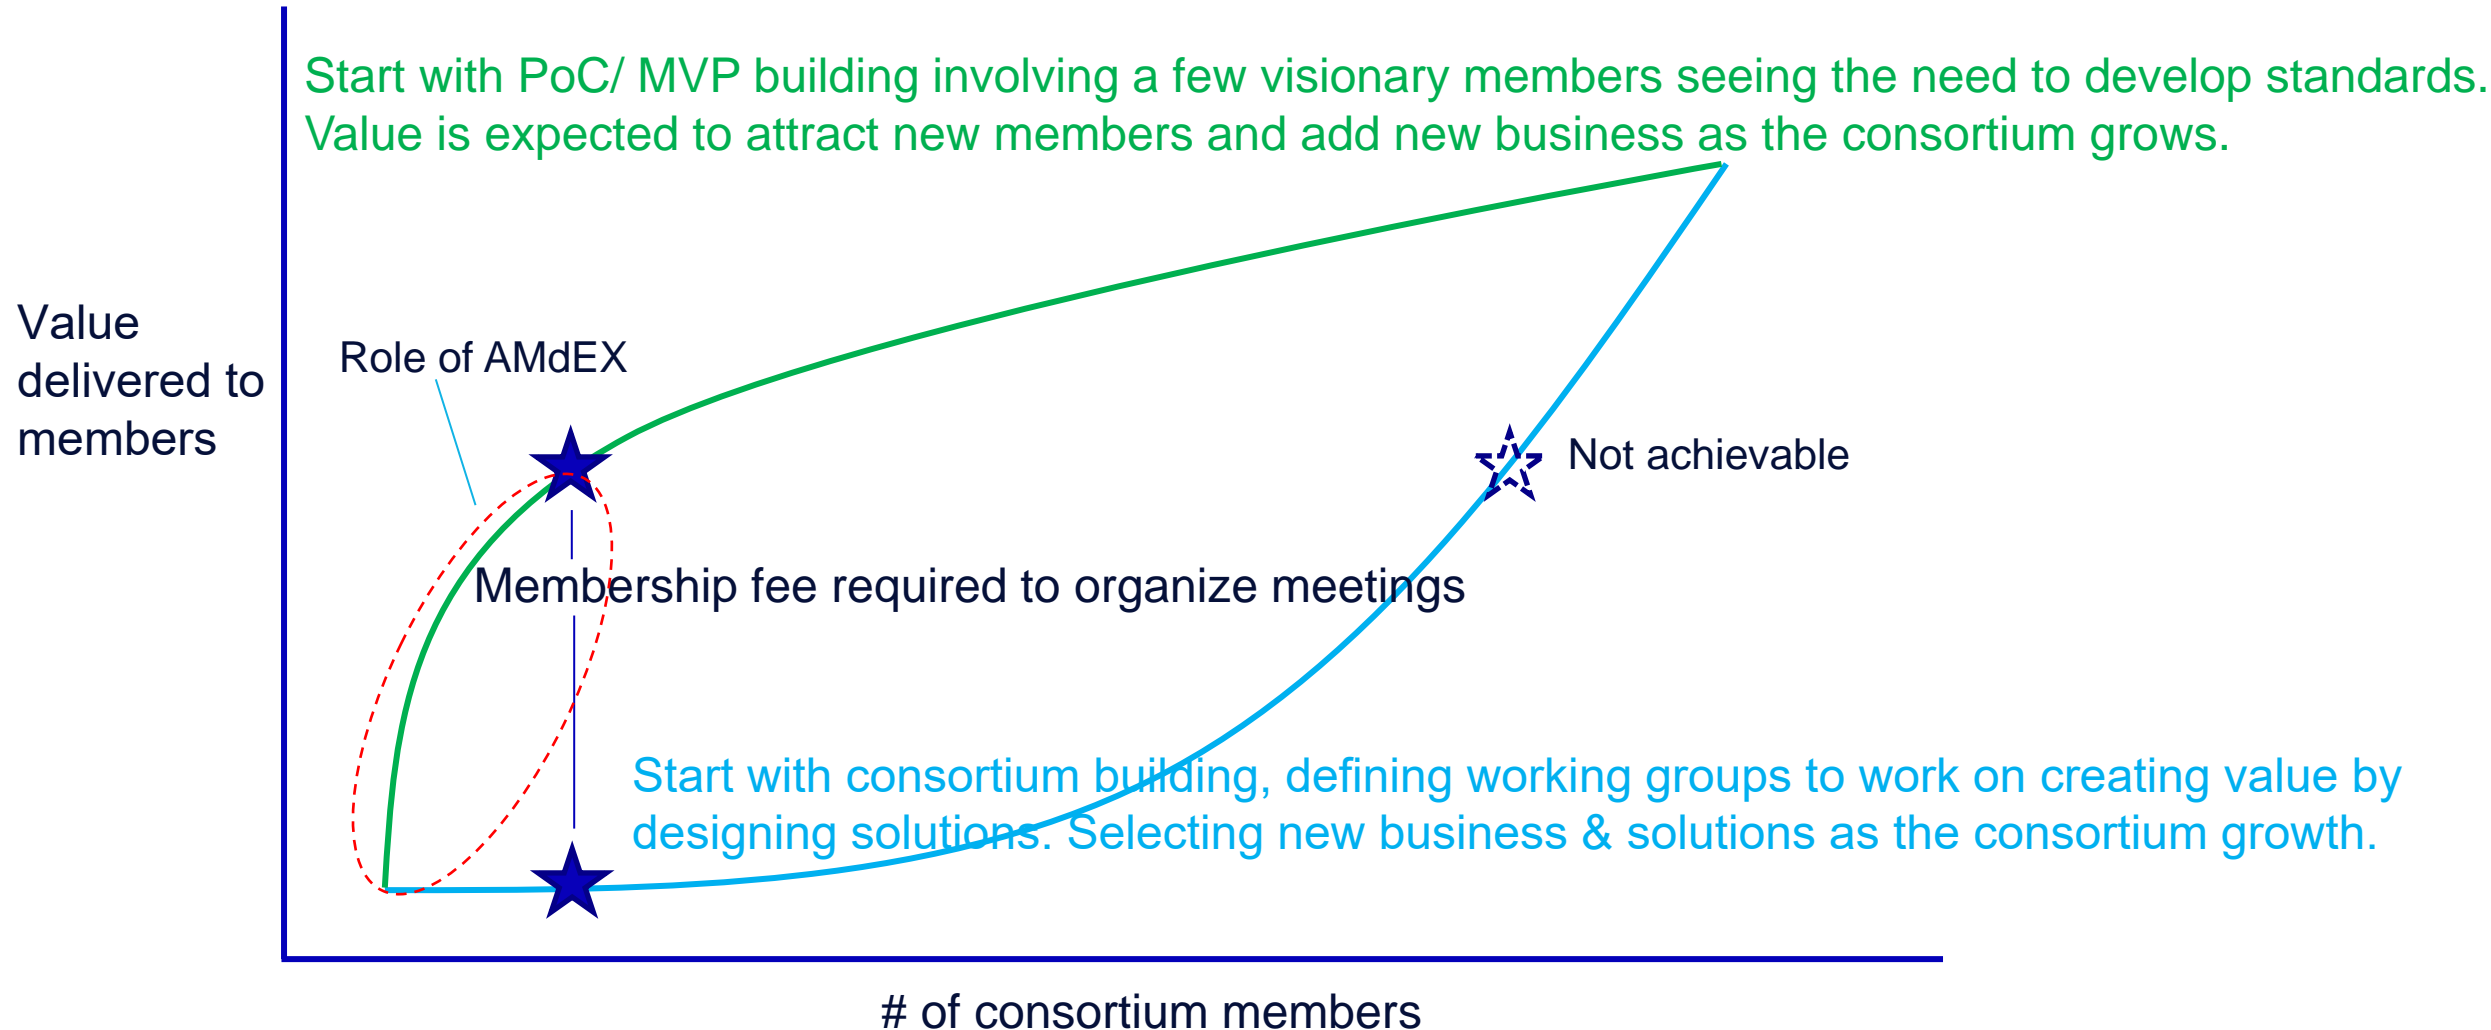 Start with PoC/ MVP building involving a few visionary members seeing the need to develop standards.
Value is expected to attract new members and add new business as the consortium grows.
Value
delivered to
members
Role of AMdEX
Not achievable
Membership fee required to organize meetings
Start with consortium building, defining working groups to work on creating value by
designing solutions. Selecting new business & solutions as the consortium growth.
# of consortium members